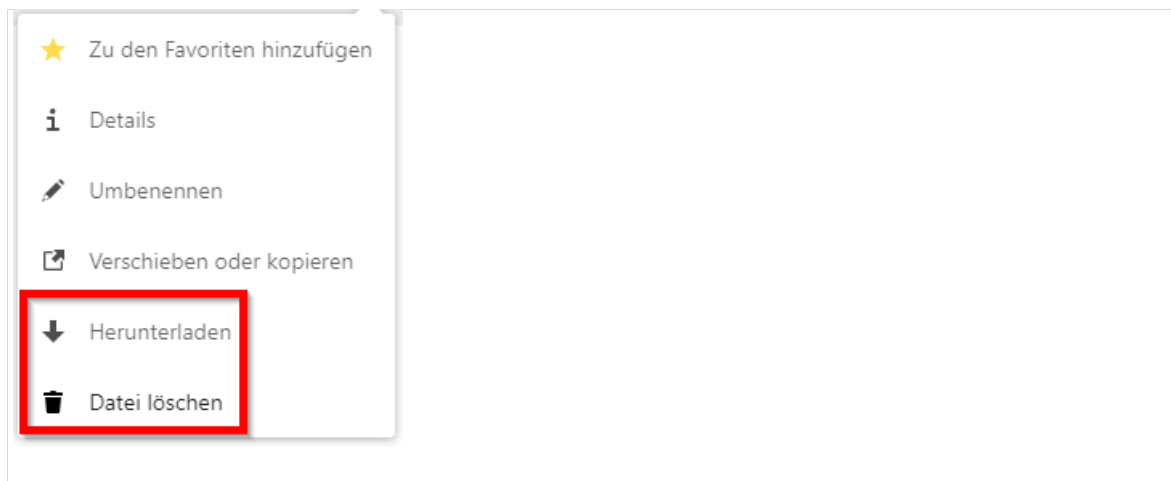 Zu den Favoriten hinzufügen
Details
Umbenennen
Verschieben oder kopieren
Herunterladen
Datei löschen